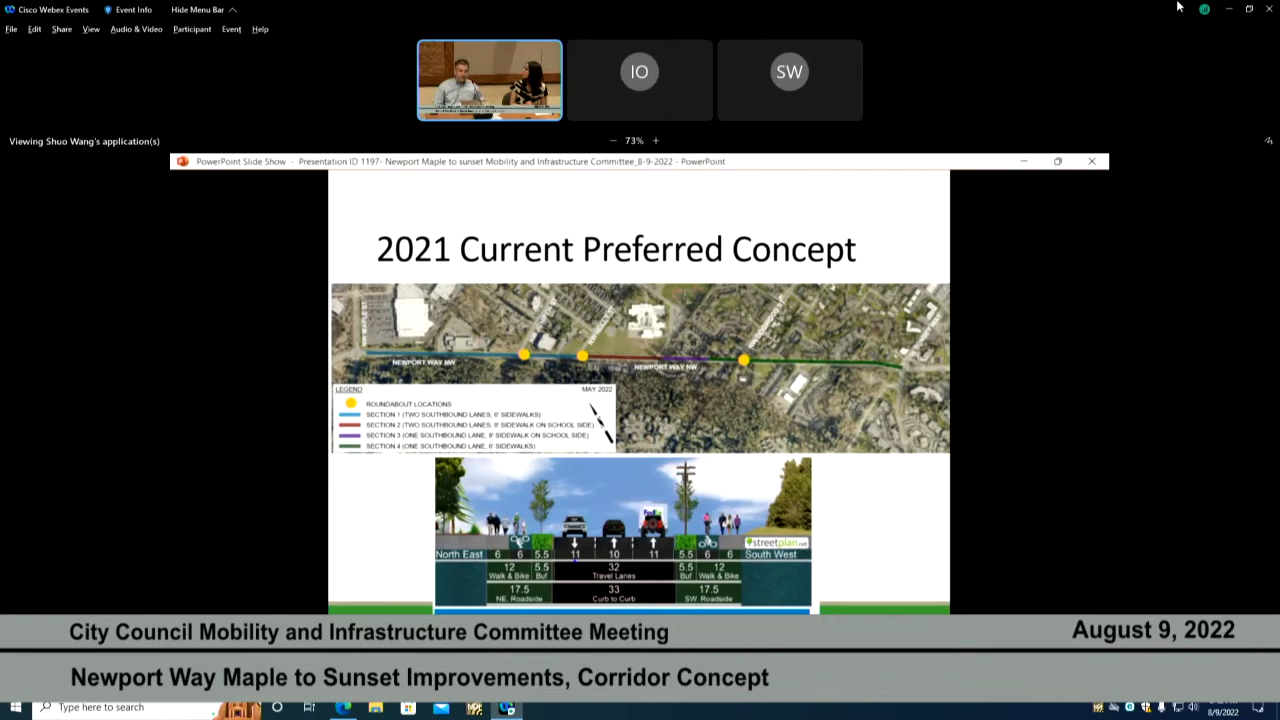 Cisco Webex Events
Event Info
Hide Menu Bar
File Edit Share View Audio & Video Participant Event Help
IO
SW
Viewing Shuo Wang's application(s)
73%
PowerPoint Slide Show - Presentation ID 1197- Newport Maple to sunset Mobility and Infrastructure Committee_8-9-2022 - PowerPoint
2021 Current Preferred Concept
NEWPORT WAY NW
NEWPORT WAY NW
LEGEND
MAY 2022
ROUNDABOUT LOCATIONS
SECTION 1 (TWO SOUTHBOUND LANES, 6' SIDEWALKS)
SECTION 2 (TWO SOUTHBOUND LANES, 8' SIDEWALK ON SCHOOL SIDE)
SECTION 3 (ONE SOUTHBOUND LANE, 8' SIDEWALK ON SCHOOL SIDE)
SECTION 4 (ONE SOUTHBOUND LANE, 6' SIDEWALKS)
FedEx
streetplan.net
North East 6 6 5.5 11 10 11 5.5 6 6 South West
12 5.5 32 5.5 12
Walk & Bike Buf Travel Lanes Buf Walk & Bike
17.5 33 17.5
NE. Roadside Curb to Curb SW. Roadside
City Council Mobility and Infrastructure Committee Meeting
August 9, 2022
Newport Way Maple to Sunset Improvements, Corridor Concept
Type here to search
8/9/2022